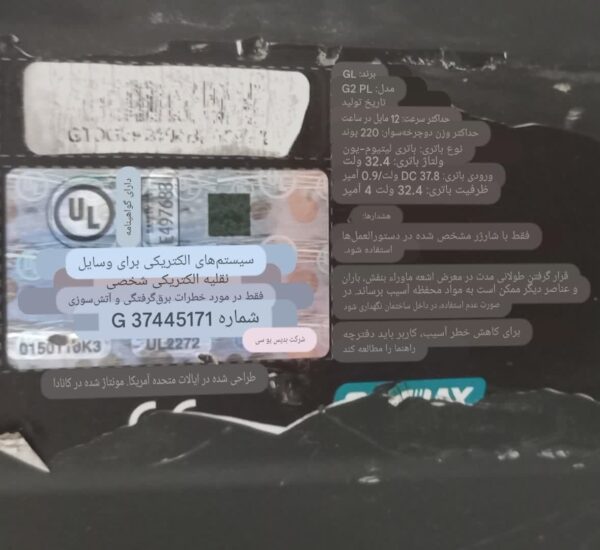 برند: GL
مدل: G2 PL
تاریخ تولید
حداکثر سرعت: 12 مایل در ساعت
حداکثر وزن دوچرخه‌سوار: 220 پوند
نوع باتری: باتری لیتیوم-یون
ولتاژ باتری: 32.4 ولت
ورودی باتری: DC 37.8 ولت/0.9 آمپر
ظرفیت باتری: 32.4 ولت 4 آمپر
هشدارها:
فقط با شارژر مشخص شده در دستورالعمل‌ها
استفاده شود.
قرار گرفتن طولانی مدت در معرض اشعه ماوراء بنفش، باران
و عناصر دیگر ممکن است به مواد محفظه آسیب برساند. در
صورت عدم استفاده، در داخل ساختمان نگهداری شود
برای کاهش خطر آسیب، کاربر باید دفترچه
راهنما را مطالعه کند
UL
دارای گواهینامه
E497683
سیستم‌های الکتریکی برای وسایل
نقلیه الکتریکی شخصی
فقط در مورد خطرات برق‌گرفتگی و آتش‌سوزی
شماره G 37445171
شرکت بدیس یو سی
UL2272
طراحی شده در ایالات متحده آمریکا. مونتاژ شده در کانادا